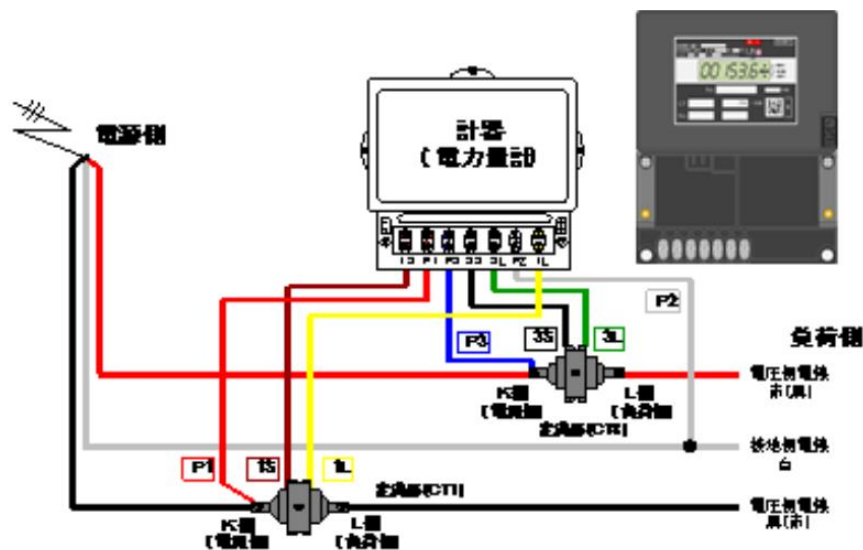 電源側
計器
(電力量計)
001536
1S P1 P3 3S 3L P2 1L
P2
P3
3S
3L
負荷側
K側
(電源側
L側
(負荷側
電圧側電線
赤(黒)
変流器(CT3)
接地側電線
白
P1
1S
1L
変流器(CT1)
K側
(電源側
L側
(負荷側
電圧側電線
黒(赤)